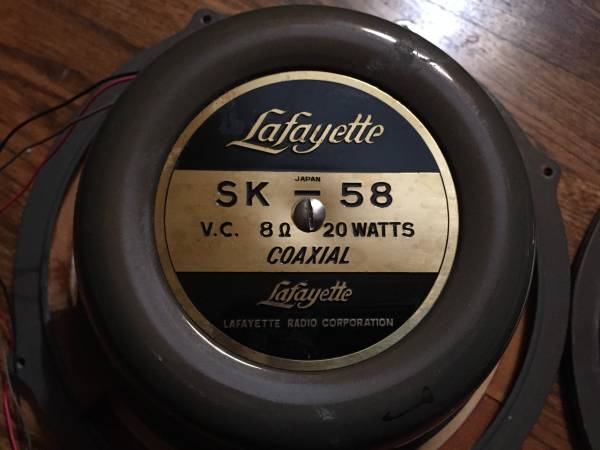 Lafayette
JAPAN
SK - 58
V.C. 8Ω 20 WATTS
COAXIAL
Lafayette
LAFAYETTE RADIO CORPORATION